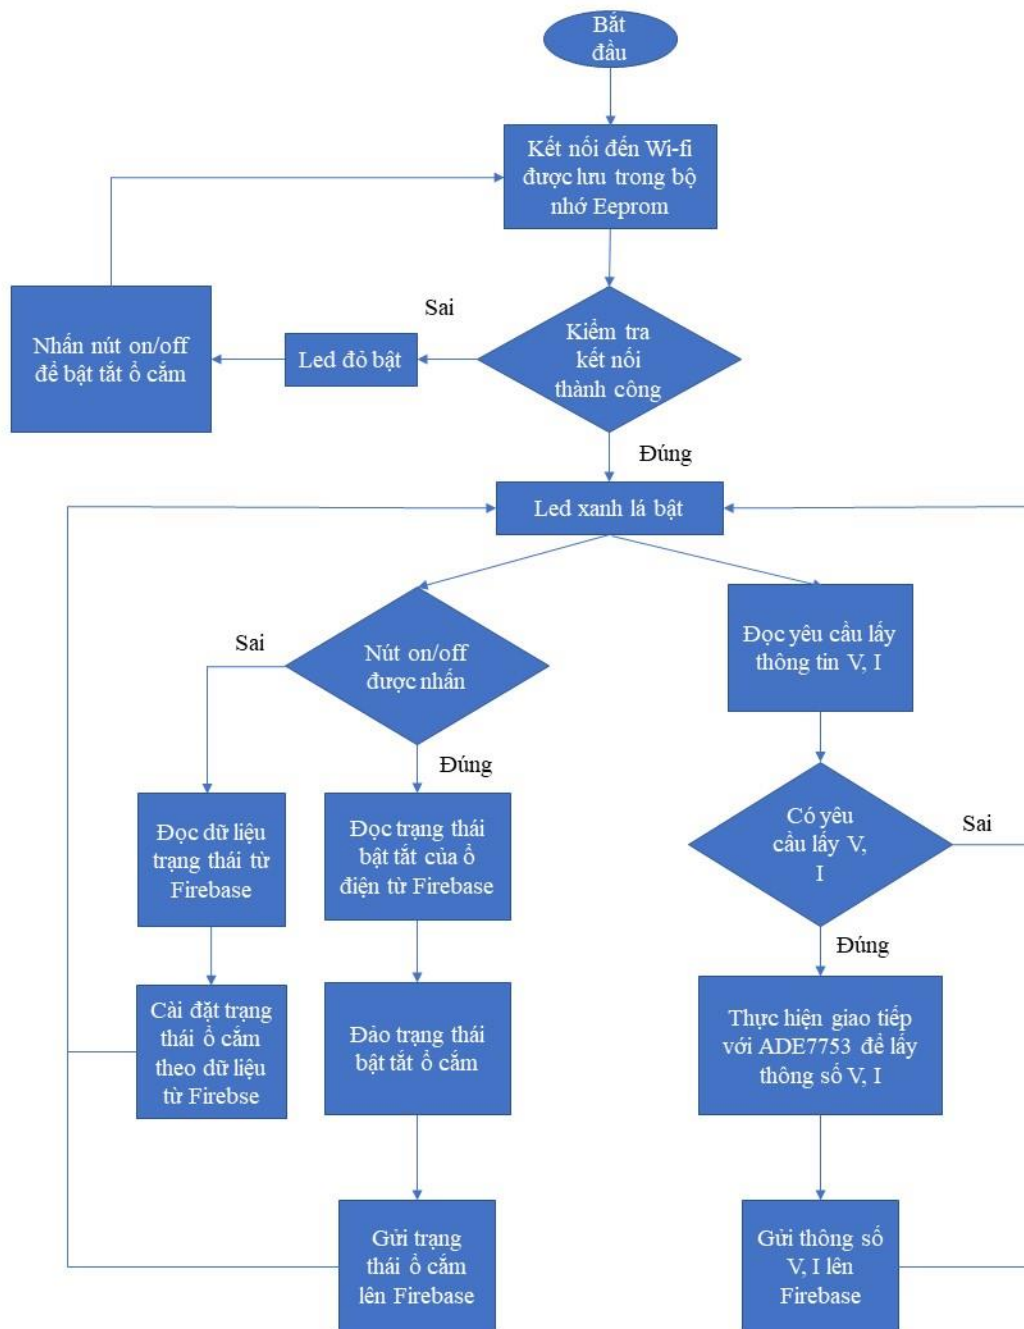 Bắt
đầu
Kết nối đến Wi-fi
được lưu trong bộ
nhớ Eeprom
Sai
Kiểm tra
kết nối
thành công
Led đỏ bật
Nhấn nút on/off
để bật tắt ổ cắm
Đúng
Led xanh lá bật
Sai
Nút on/off
được nhấn
Đọc yêu cầu lấy
thông tin V, I
Đúng
Đọc dữ liệu
trạng thái từ
Firebase
Đọc trạng thái
bật tắt của ổ
điện từ Firebase
Có yêu
cầu lấy V,
I
Sai
Đúng
Cài đặt trạng
thái ổ cắm
theo dữ liệu
từ Firebse
Đảo trạng thái
bật tắt ổ cắm
Thực hiện giao tiếp
với ADE7753 để lấy
thông số V, I
Gửi trạng
thái ổ cắm
lên Firebase
Gửi thông số
V, I lên
Firebase